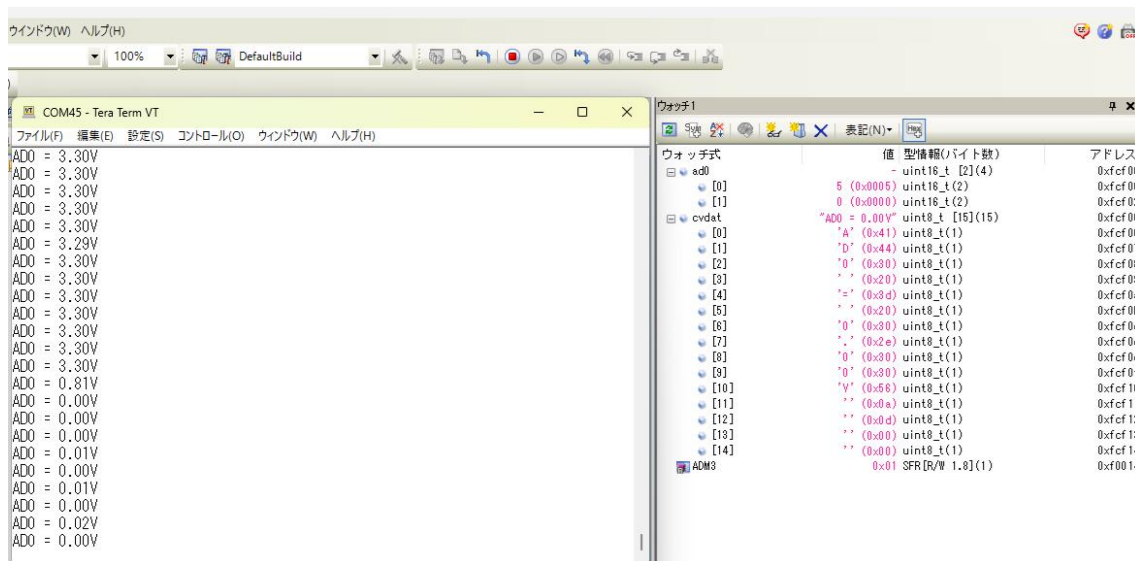 ウインドウ(W) ヘルプ(H)
100% DefaultBuild
COM45 - Tera Term VT
ファイル(F) 編集(E) 設定(S) コントロール(O) ウィンドウ(W) ヘルプ(H)
AD0 = 3.30V
AD0 = 3.30V
AD0 = 3.30V
AD0 = 3.30V
AD0 = 3.30V
AD0 = 3.29V
AD0 = 3.30V
AD0 = 3.30V
AD0 = 3.30V
AD0 = 3.30V
AD0 = 3.30V
AD0 = 3.30V
AD0 = 3.30V
AD0 = 0.81V
AD0 = 0.00V
AD0 = 0.00V
AD0 = 0.00V
AD0 = 0.01V
AD0 = 0.00V
AD0 = 0.01V
AD0 = 0.00V
AD0 = 0.02V
AD0 = 0.00V
ウォッチ1
表記(N) Hex
ウォッチ式 値 型情報(バイト数) アドレス
ad0 - uint16_t [2](4)
[0] 5 (0x0005) uint16_t(2)
[1] 0 (0x0000) uint16_t(2)
cvdat "AD0 = 0.00V" uint8_t [15](15)
[0] 'A' (0x41) uint8_t(1)
[1] 'D' (0x44) uint8_t(1)
[2] '0' (0x30) uint8_t(1)
[3] ' ' (0x20) uint8_t(1)
[4] '=' (0x3d) uint8_t(1)
[5] ' ' (0x20) uint8_t(1)
[6] '0' (0x30) uint8_t(1)
[7] '.' (0x2e) uint8_t(1)
[8] '0' (0x30) uint8_t(1)
[9] '0' (0x30) uint8_t(1)
[10] 'V' (0x56) uint8_t(1)
[11] '' (0x0a) uint8_t(1)
[12] '' (0x0d) uint8_t(1)
[13] '' (0x00) uint8_t(1)
[14] '' (0x00) uint8_t(1)
ADM3 0x01 SFR[R/W 1.8](1)